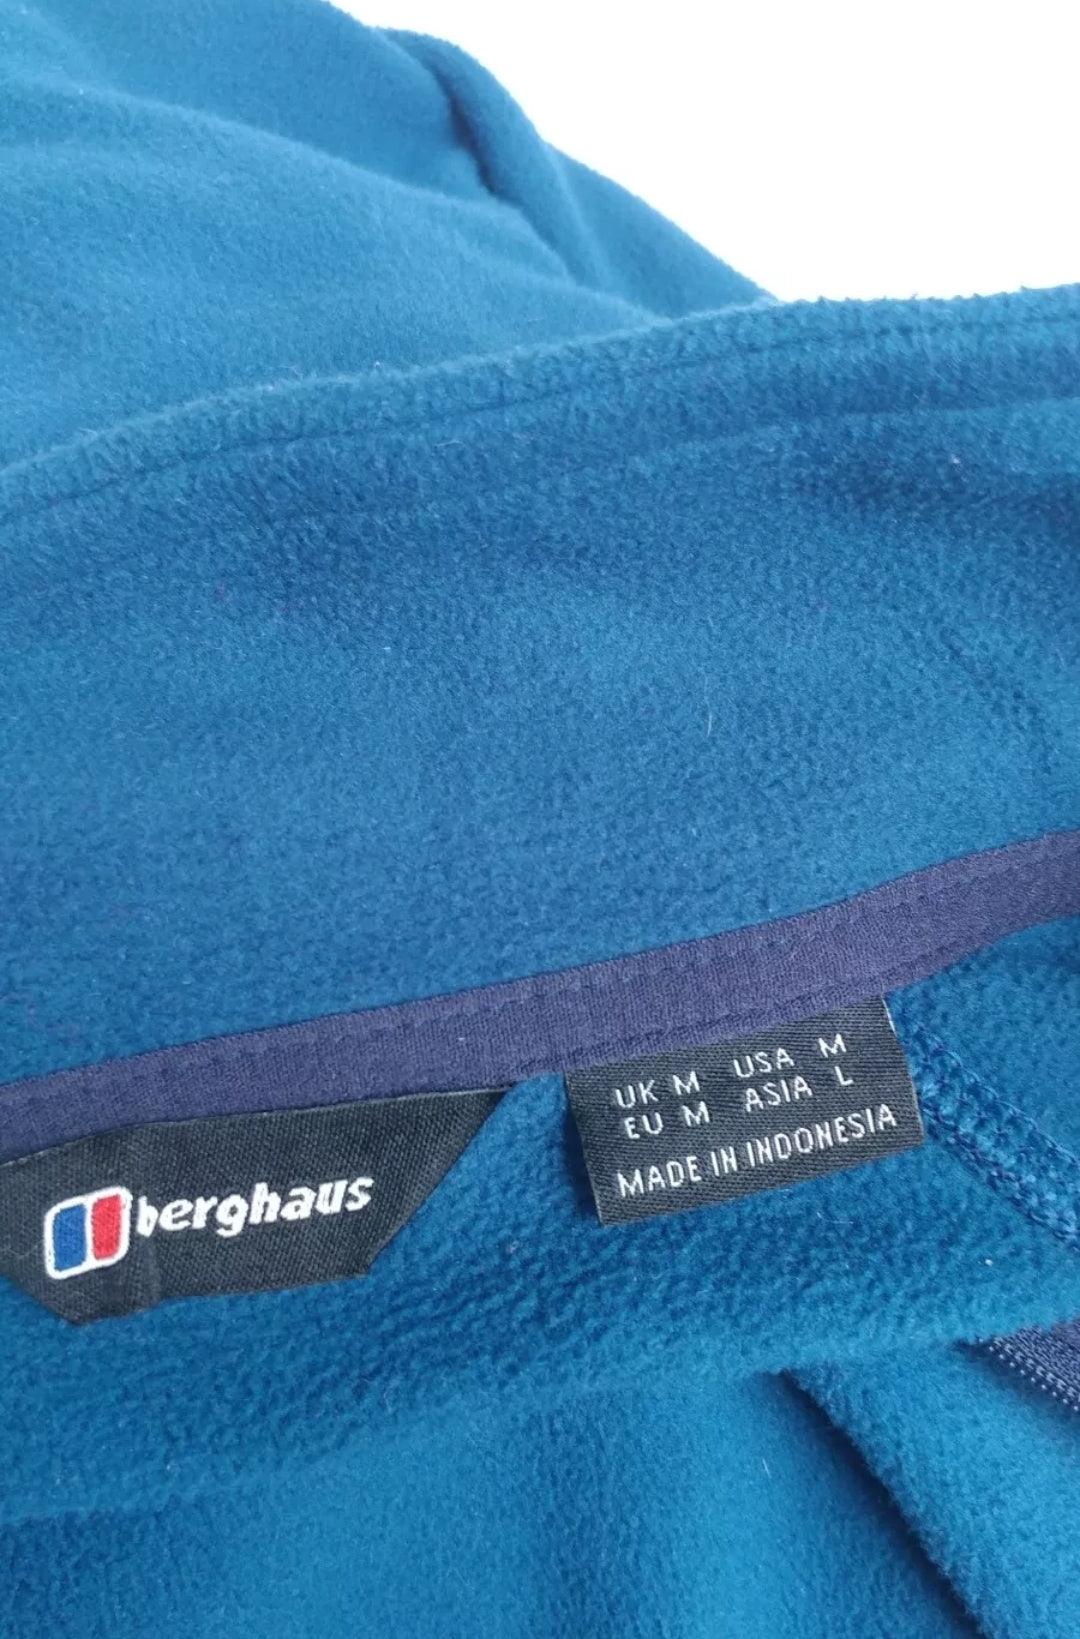 berghaus
UK M USA M
EU M ASIA L
MADE IN INDONESIA